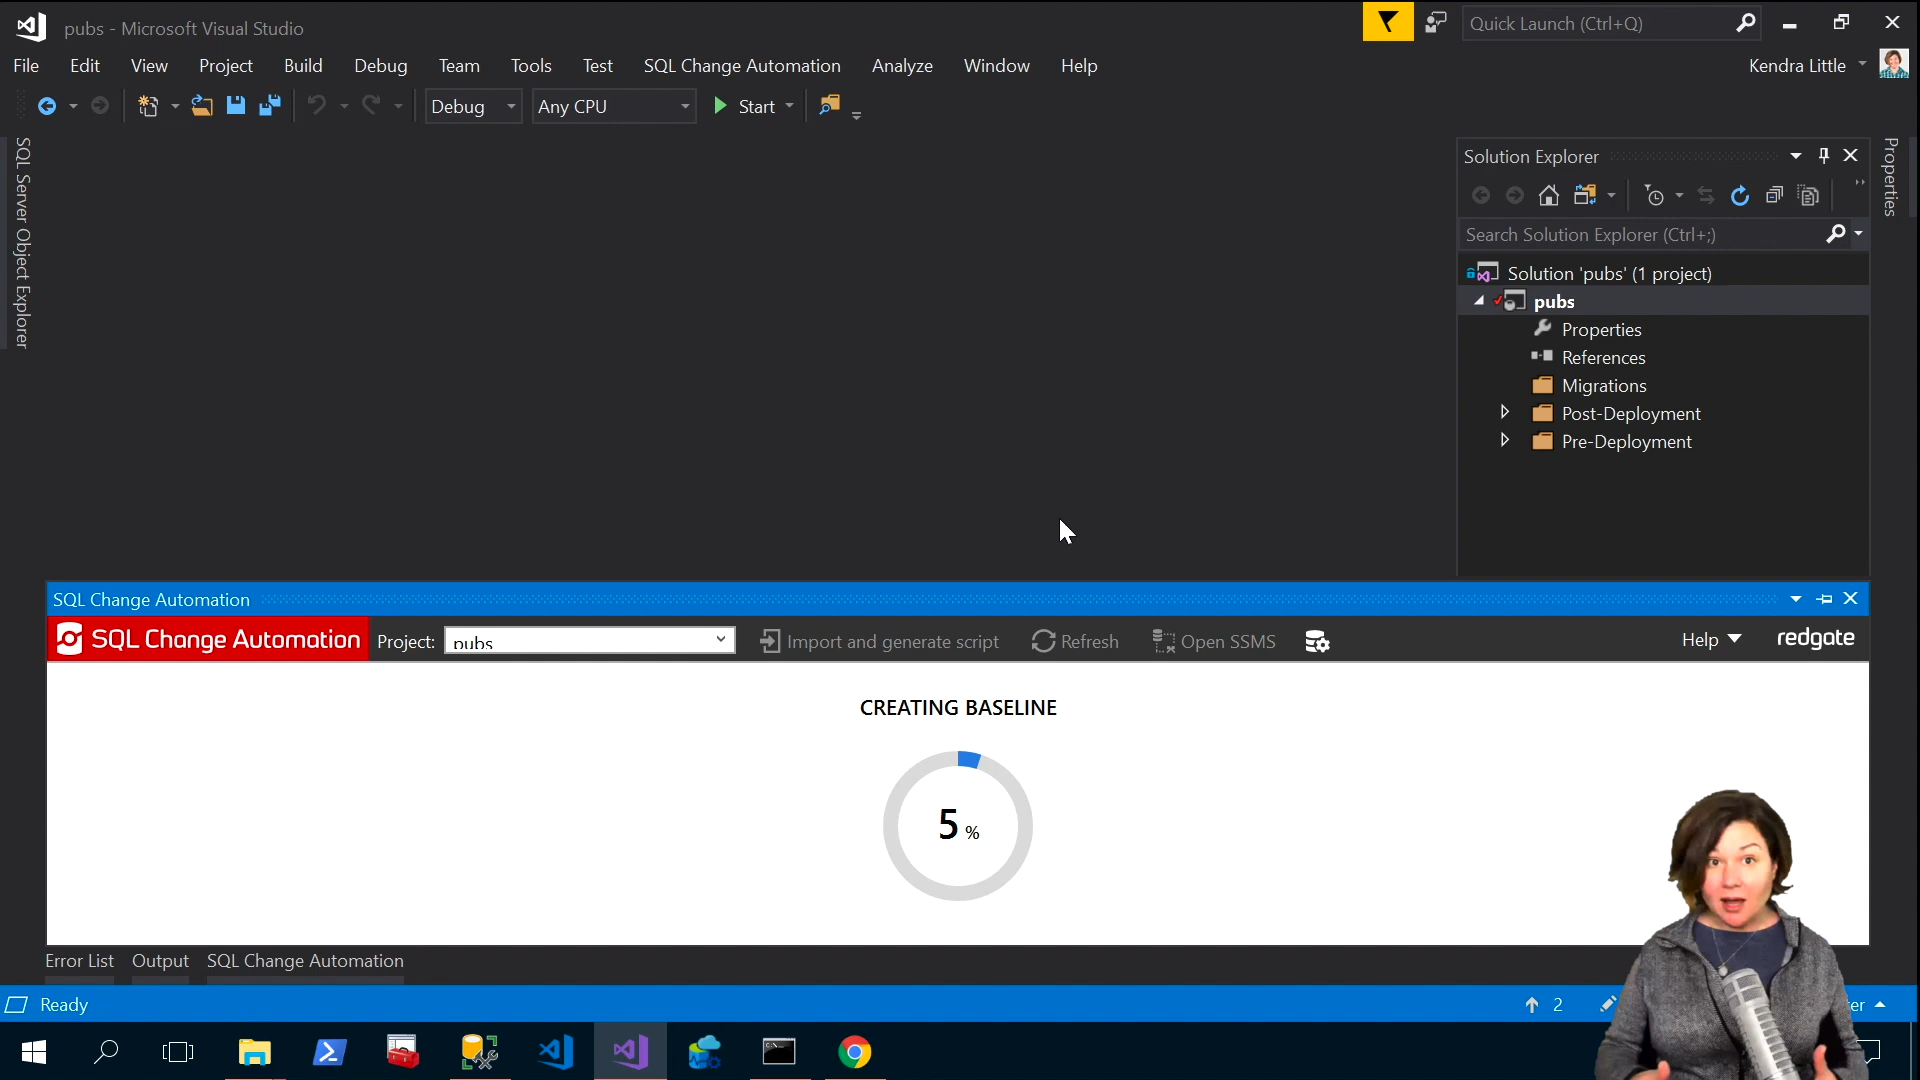 pubs - Microsoft Visual Studio
Quick Launch (Ctrl+Q)
File Edit View Project Build Debug Team Tools Test SQL Change Automation Analyze Window Help
Kendra Little
Debug Any CPU Start
SQL Server Object Explorer
Solution Explorer
Properties
Search Solution Explorer (Ctrl+;)
Solution 'pubs' (1 project)
pubs
Properties
References
Migrations
Post-Deployment
Pre-Deployment
SQL Change Automation
SQL Change Automation Project: pubs Import and generate script Refresh Open SSMS Help redgate
CREATING BASELINE
5 %
Error List Output SQL Change Automation
Ready
2